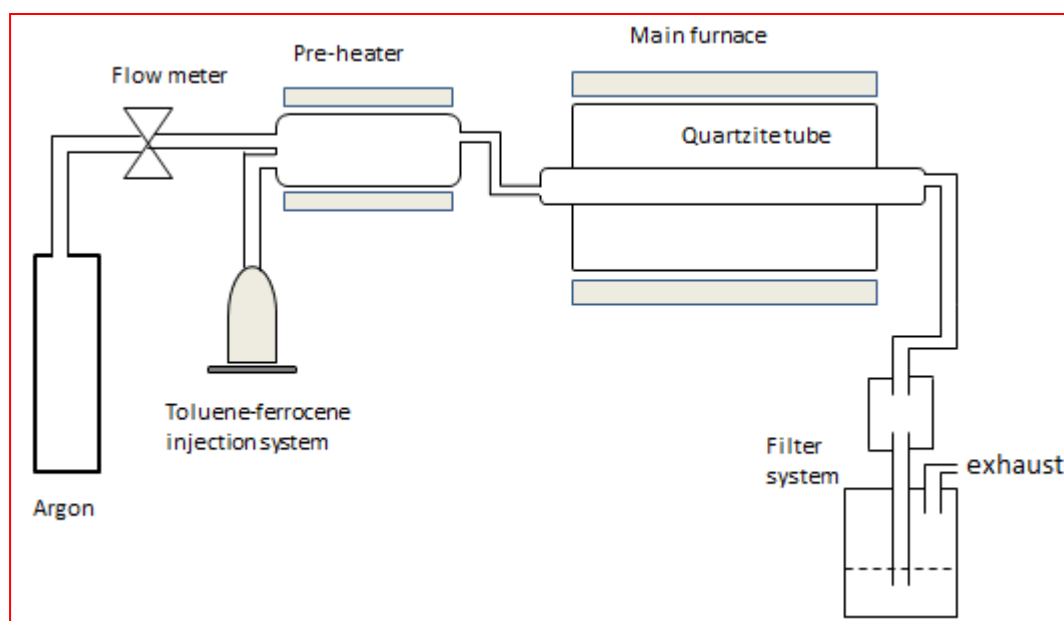 Main furnace
Pre-heater
Flow meter
Quartzite tube
Toluene-ferrocene
injection system
Filter
system
exhaust
Argon